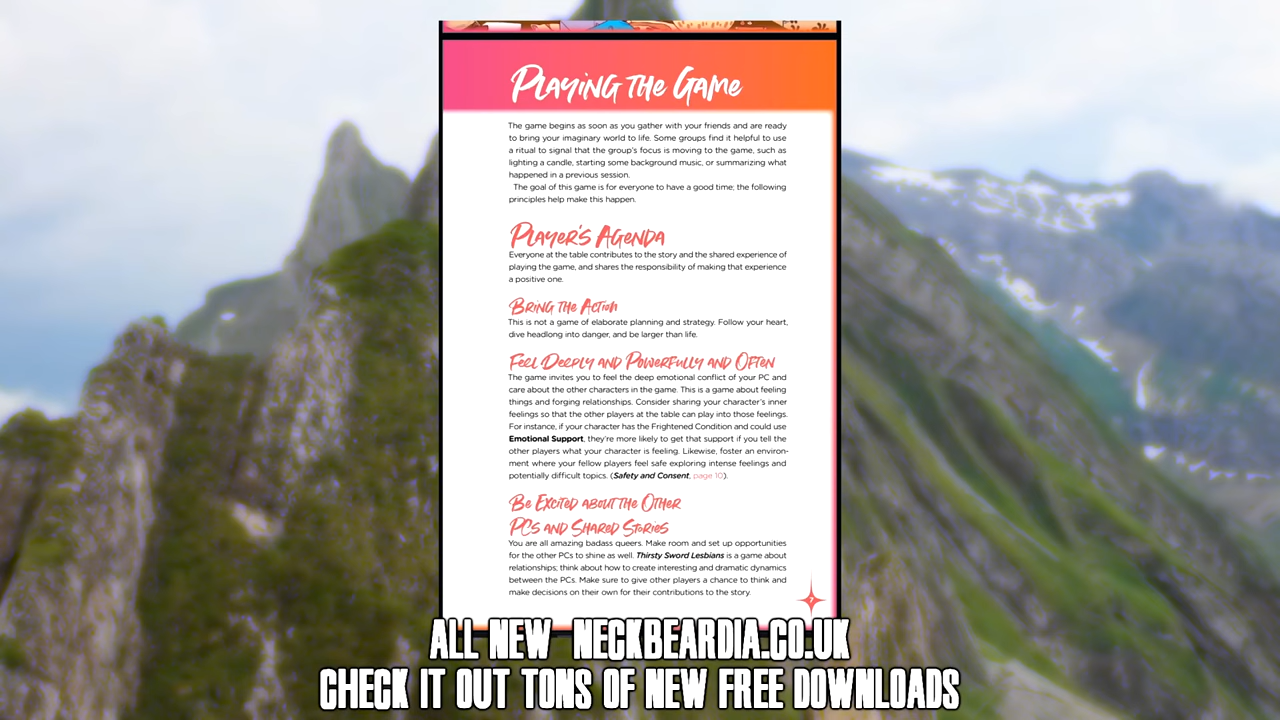 Playing the Game
The game begins as soon as you gather with your friends and are ready
to bring your imaginary world to life. Some groups find it helpful to use
a ritual to signal that the group's focus is moving to the game, such as
lighting a candle, starting some background music, or summarizing what
happened in a previous session.
The goal of this game is for everyone to have a good time; the following
principles help make this happen.
Player's Agenda
Everyone at the table contributes to the story and the shared experience of
playing the game, and shares the responsibility of making that experience
a positive one.
Bring the Action
This is not a game of elaborate planning and strategy. Follow your heart,
dive headlong into danger, and be larger than life.
Feel Deeply and Powerfully and Often
The game invites you to feel the deep emotional conflict of your PC and
care about the other characters in the game. This is a game about feeling
things and forging relationships. Consider sharing your character's inner
feelings so that the other players at the table can play into those feelings.
For instance, if your character has the Frightened Condition and could use
Emotional Support, they're more likely to get that support if you tell the
other players what your character is feeling. Likewise, foster an environ-
ment where your fellow players feel safe exploring intense feelings and
potentially difficult topics. (Safety and Consent, page 10).
Be Excited about the Other
PCs and Shared Stories
You are all amazing badass queers. Make room and set up opportunities
for the other PCs to shine as well. Thirsty Sword Lesbians is a game about
relationships; think about how to create interesting and dramatic dynamics
between the PCs. Make sure to give other players a chance to think and
make decisions on their own for their contributions to the story.
7
ALL NEW NECKBEARDIA.CO.UK
CHECK IT OUT TONS OF NEW FREE DOWNLOADS